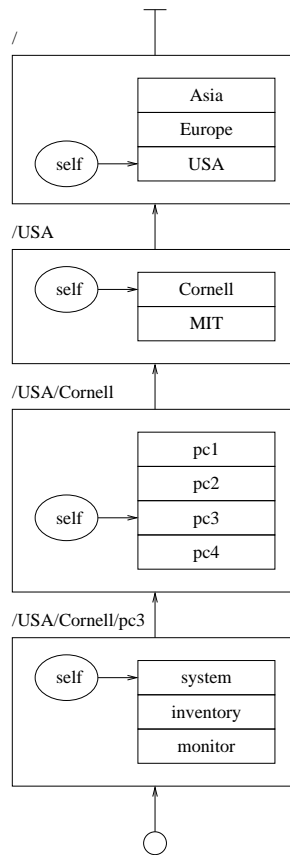 /
Asia
Europe
self USA
/USA
self Cornell
MIT
/USA/Cornell
pc1
pc2
self pc3
pc4
/USA/Cornell/pc3
self system
inventory
monitor